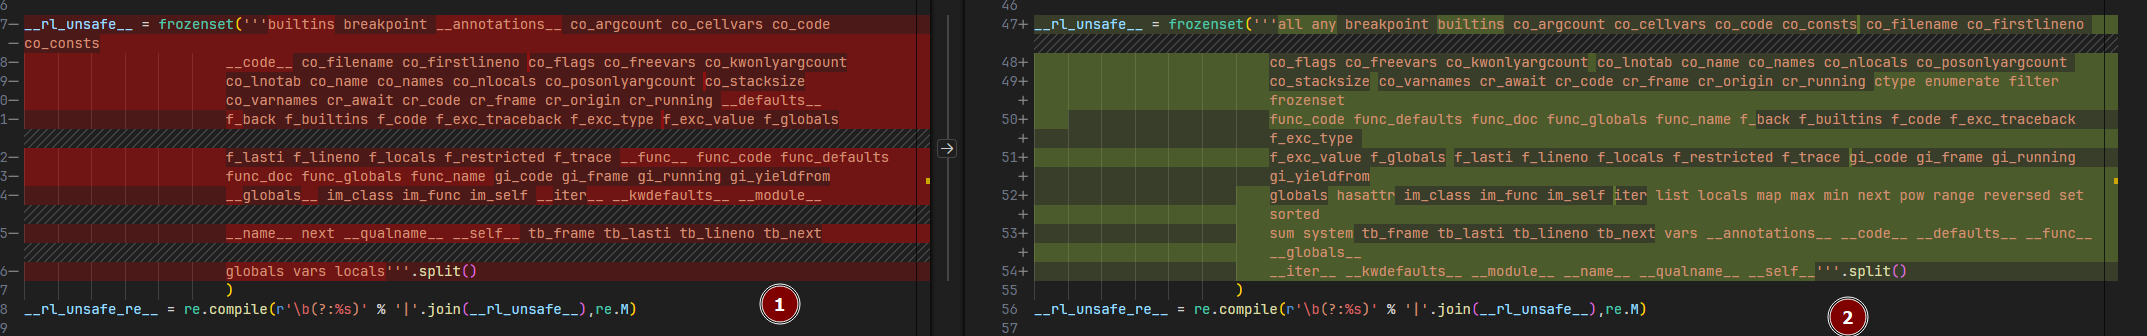 6
7— __rl_unsafe__ = frozenset('''builtins breakpoint __annotations__ co_argcount co_cellvars co_code
— co_consts
8— __code__ co_filename co_firstlineno co_flags co_freevars co_kwonlyargcount
9— co_lnotab co_name co_names co_nlocals co_posonlyargcount co_stacksize
0— co_varnames cr_await cr_code cr_frame cr_origin cr_running __defaults__
1— f_back f_builtins f_code f_exc_traceback f_exc_type f_exc_value f_globals
2— f_lasti f_lineno f_locals f_restricted f_trace __func__ func_code func_defaults
3— func_doc func_globals func_name gi_code gi_frame gi_running gi_yieldfrom
4— __globals__ im_class im_func im_self __iter__ __kwdefaults__ __module__
5— __name__ next __qualname__ __self__ tb_frame tb_lasti tb_lineno tb_next
6— globals vars locals'''.split()
7 )
8 __rl_unsafe_re__ = re.compile(r'\b(?:%s)' % '|'.join(__rl_unsafe__),re.M)
9
1
→
46
47+ __rl_unsafe__ = frozenset('''all any breakpoint builtins co_argcount co_cellvars co_code co_consts co_filename co_firstlineno
48+ co_flags co_freevars co_kwonlyargcount co_lnotab co_name co_names co_nlocals co_posonlyargcount
49+ co_stacksize co_varnames cr_await cr_code cr_frame cr_origin cr_running ctype enumerate filter
+ frozenset
50+ func_code func_defaults func_doc func_globals func_name f_back f_builtins f_code f_exc_traceback
+ f_exc_type
51+ f_exc_value f_globals f_lasti f_lineno f_locals f_restricted f_trace gi_code gi_frame gi_running
+ gi_yieldfrom
52+ globals hasattr im_class im_func im_self iter list locals map max min next pow range reversed set
+ sorted
53+ sum system tb_frame tb_lasti tb_lineno tb_next vars __annotations__ __code__ __defaults__ __func__
+ __globals__
54+ __iter__ __kwdefaults__ __module__ __name__ __qualname__ __self__'''.split()
55 )
56 __rl_unsafe_re__ = re.compile(r'\b(?:%s)' % '|'.join(__rl_unsafe__),re.M)
57
2